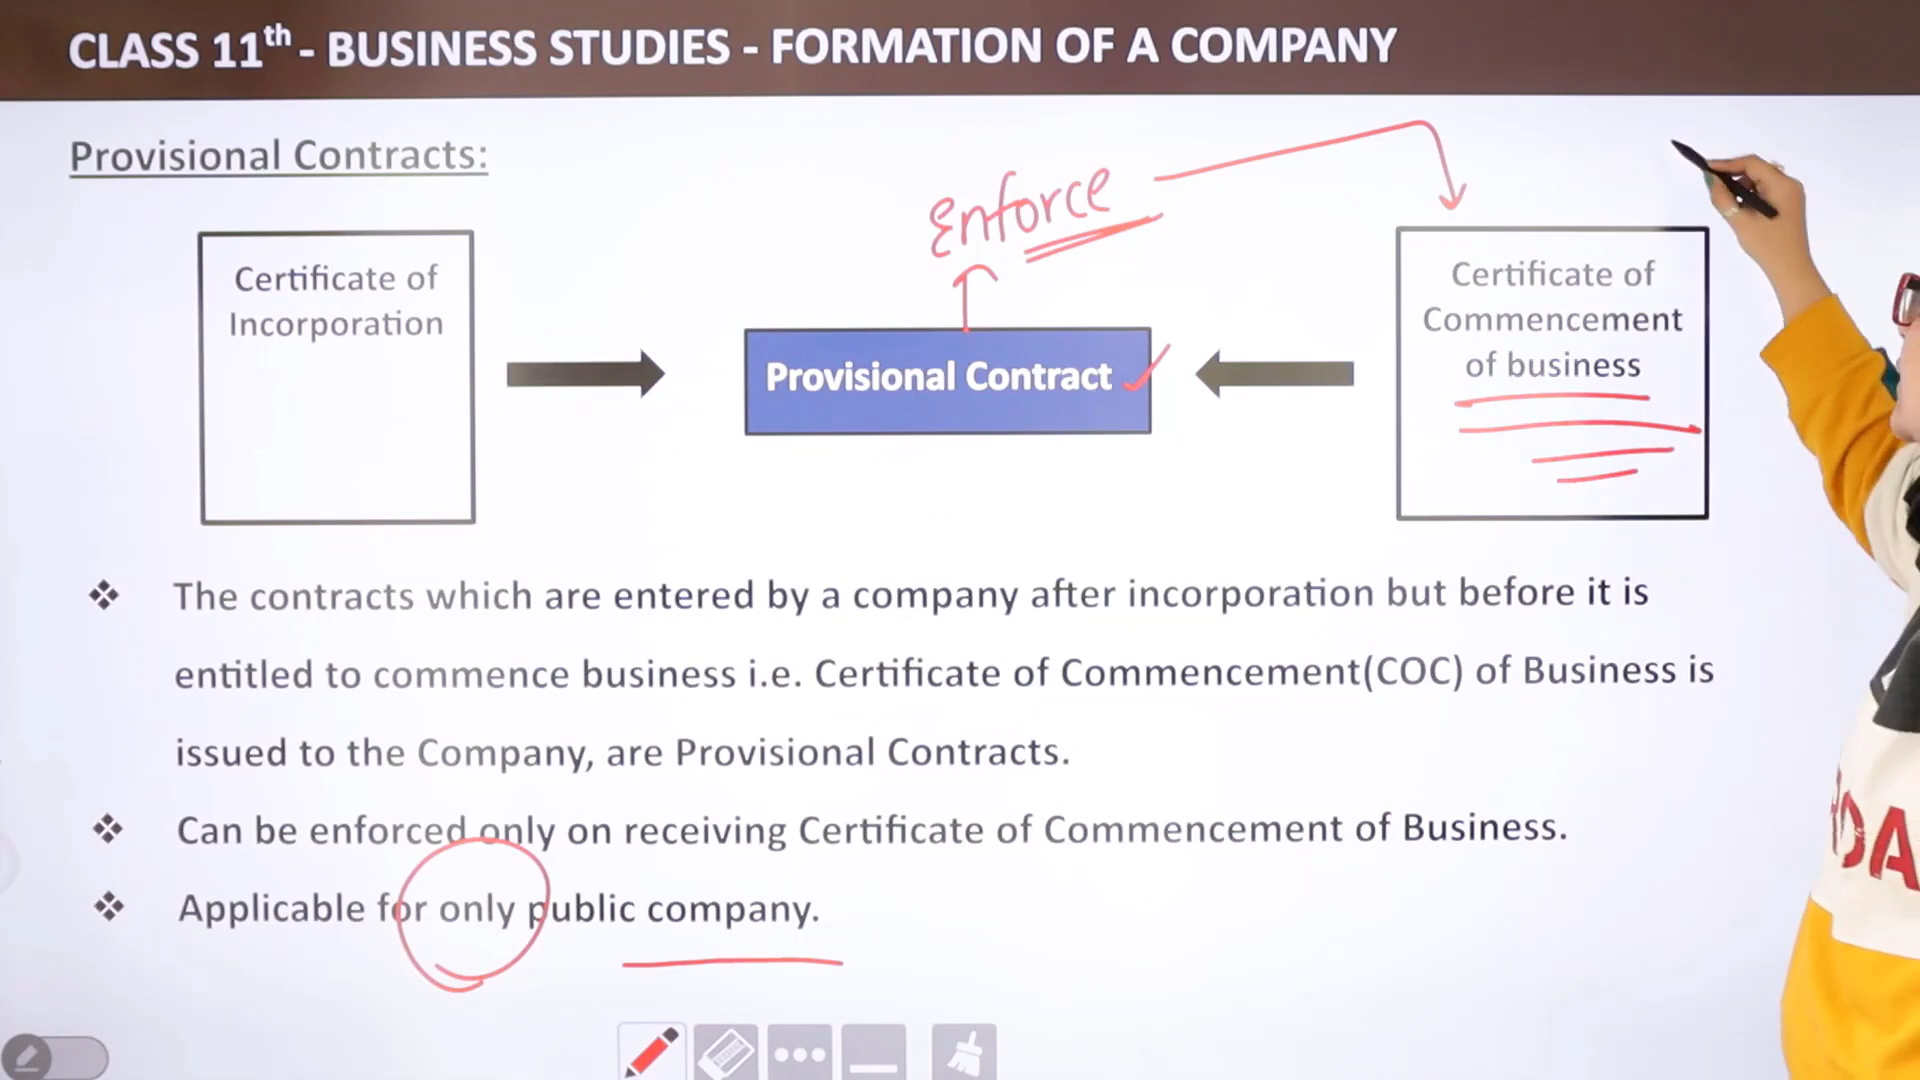 CLASS 11th - BUSINESS STUDIES - FORMATION OF A COMPANY
Provisional Contracts:
Enforce
Certificate of
Incorporation
Provisional Contract
Certificate of
Commencement
of business
❖ The contracts which are entered by a company after incorporation but before it is
entitled to commence business i.e. Certificate of Commencement(COC) of Business is
issued to the Company, are Provisional Contracts.
❖ Can be enforced only on receiving Certificate of Commencement of Business.
❖ Applicable for only public company.